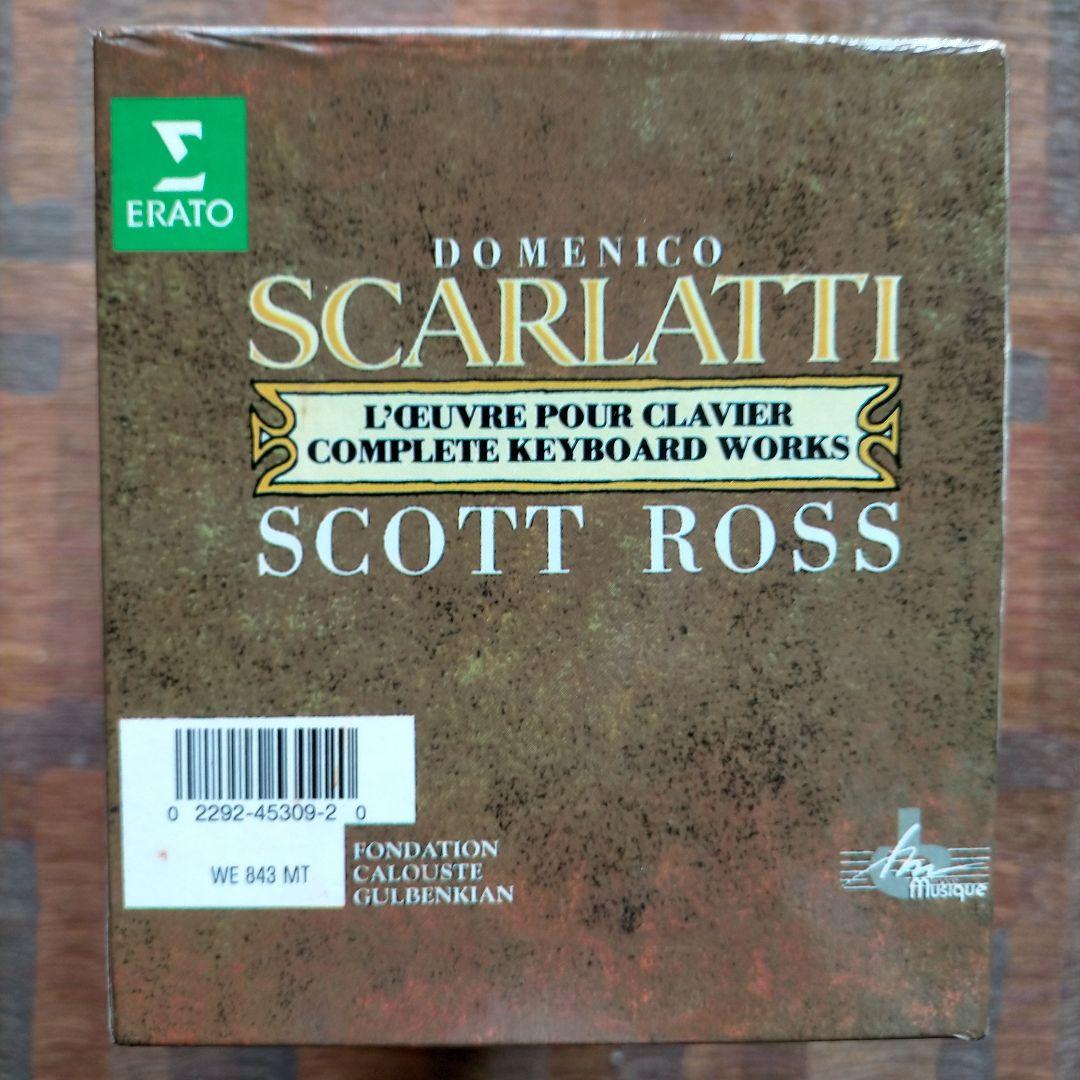 ERATO
DOMENICO
SCARLATTI
L'ŒUVRE POUR CLAVIER
COMPLETE KEYBOARD WORKS
SCOTT ROSS
0 2292-45309-2 0
WE 843 MT
FONDATION
CALOUSTE
GULBENKIAN
Musique